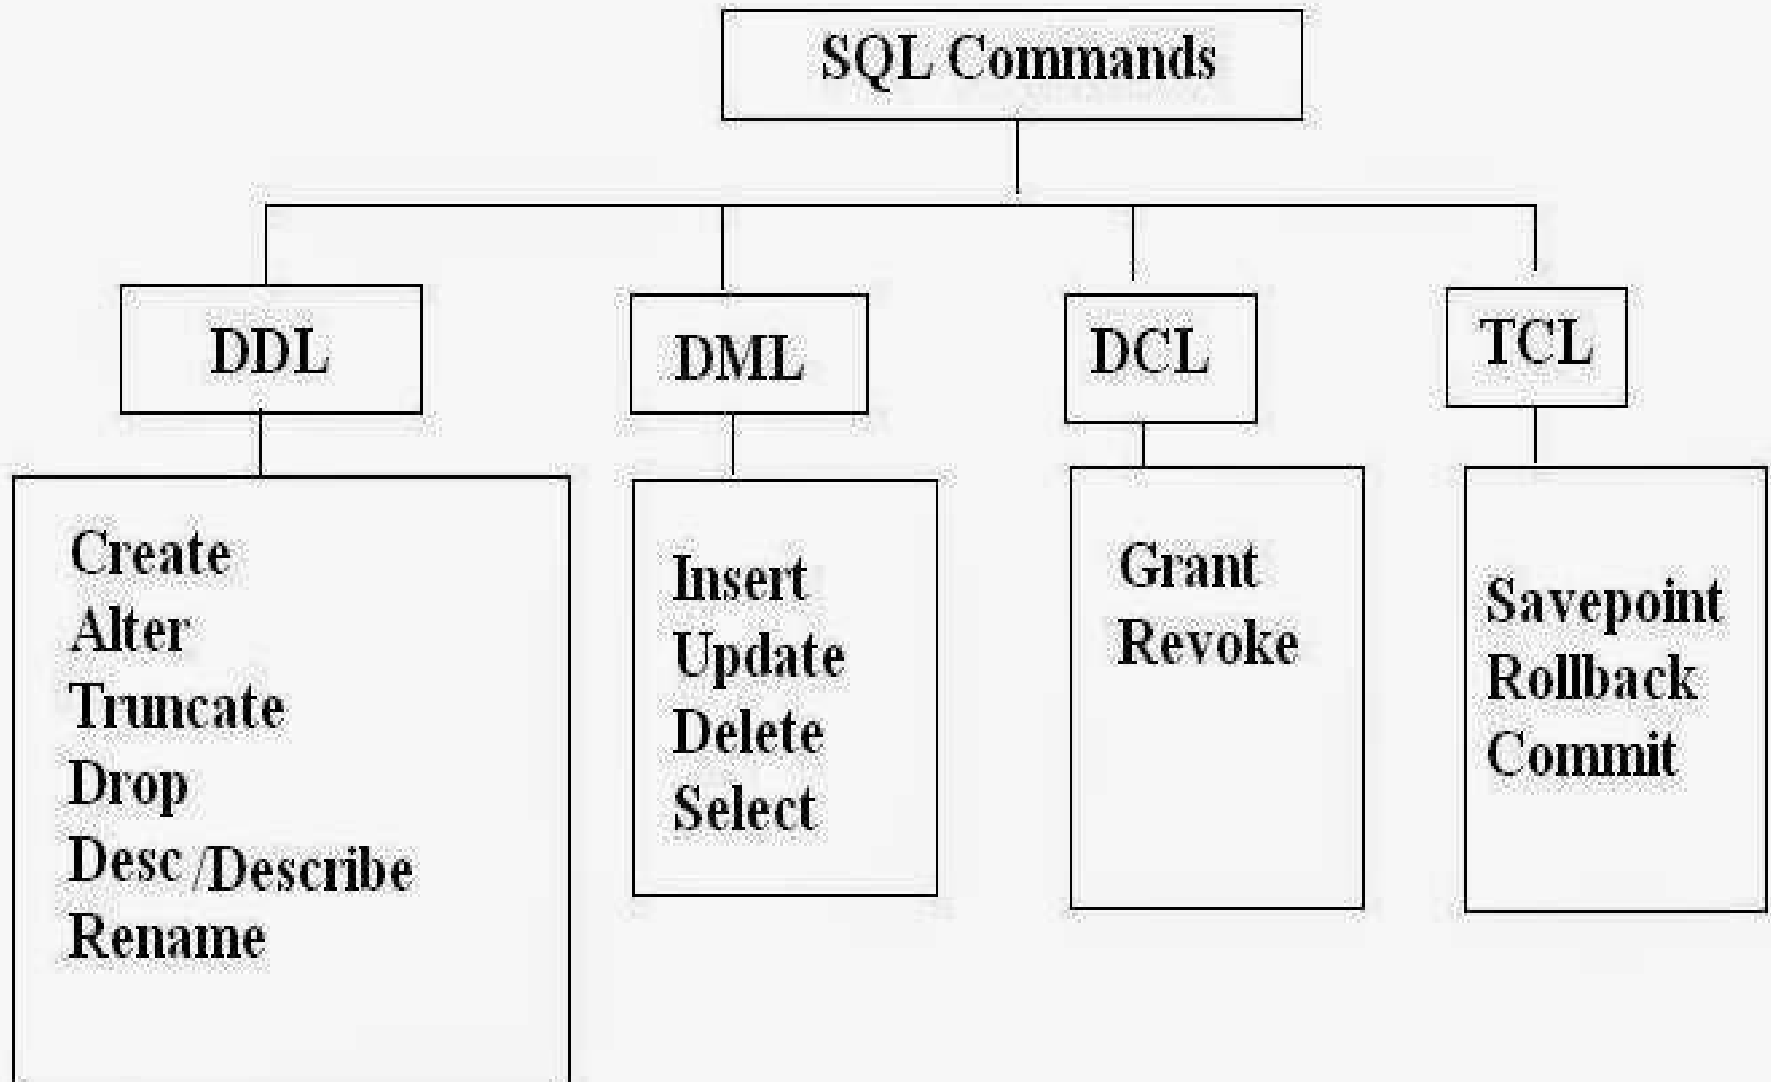 SQL Commands
DDL
DML
DCL
TCL
Create
Alter
Truncate
Drop
Desc /Describe
Rename
Insert
Update
Delete
Select
Grant
Revoke
Savepoint
Rollback
Commit